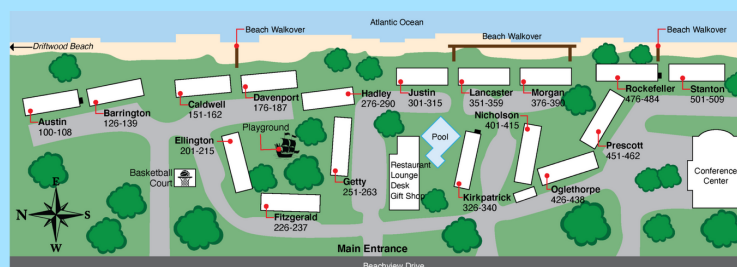 Atlantic Ocean
Beach Walkover
Beach Walkover
Beach Walkover
Driftwood Beach
Austin
100-108
Barrington
126-139
Caldwell
151-162
Davenport
176-187
Hadley
276-290
Justin
301-315
Lancaster
351-359
Morgan
376-390
Rockefeller
476-484
Stanton
501-509
Ellington
201-215
Playground
Nicholson
401-415
Pool
Prescott
451-462
Basketball
Court
Getty
251-263
Restaurant
Lounge
Desk
Gift Shop
Kirkpatrick
326-340
Oglethorpe
426-438
Conference
Center
Fitzgerald
226-237
E
N
S
W
Main Entrance
Beachview Drive